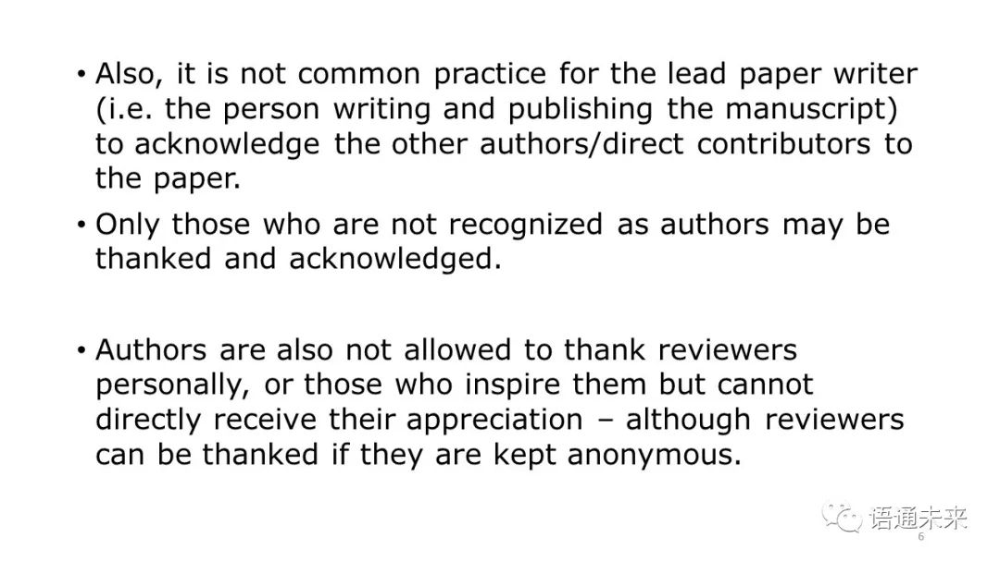 • Also, it is not common practice for the lead paper writer
(i.e. the person writing and publishing the manuscript)
to acknowledge the other authors/direct contributors to
the paper.
• Only those who are not recognized as authors may be
thanked and acknowledged.
• Authors are also not allowed to thank reviewers
personally, or those who inspire them but cannot
directly receive their appreciation – although reviewers
can be thanked if they are kept anonymous.
语通未来
6